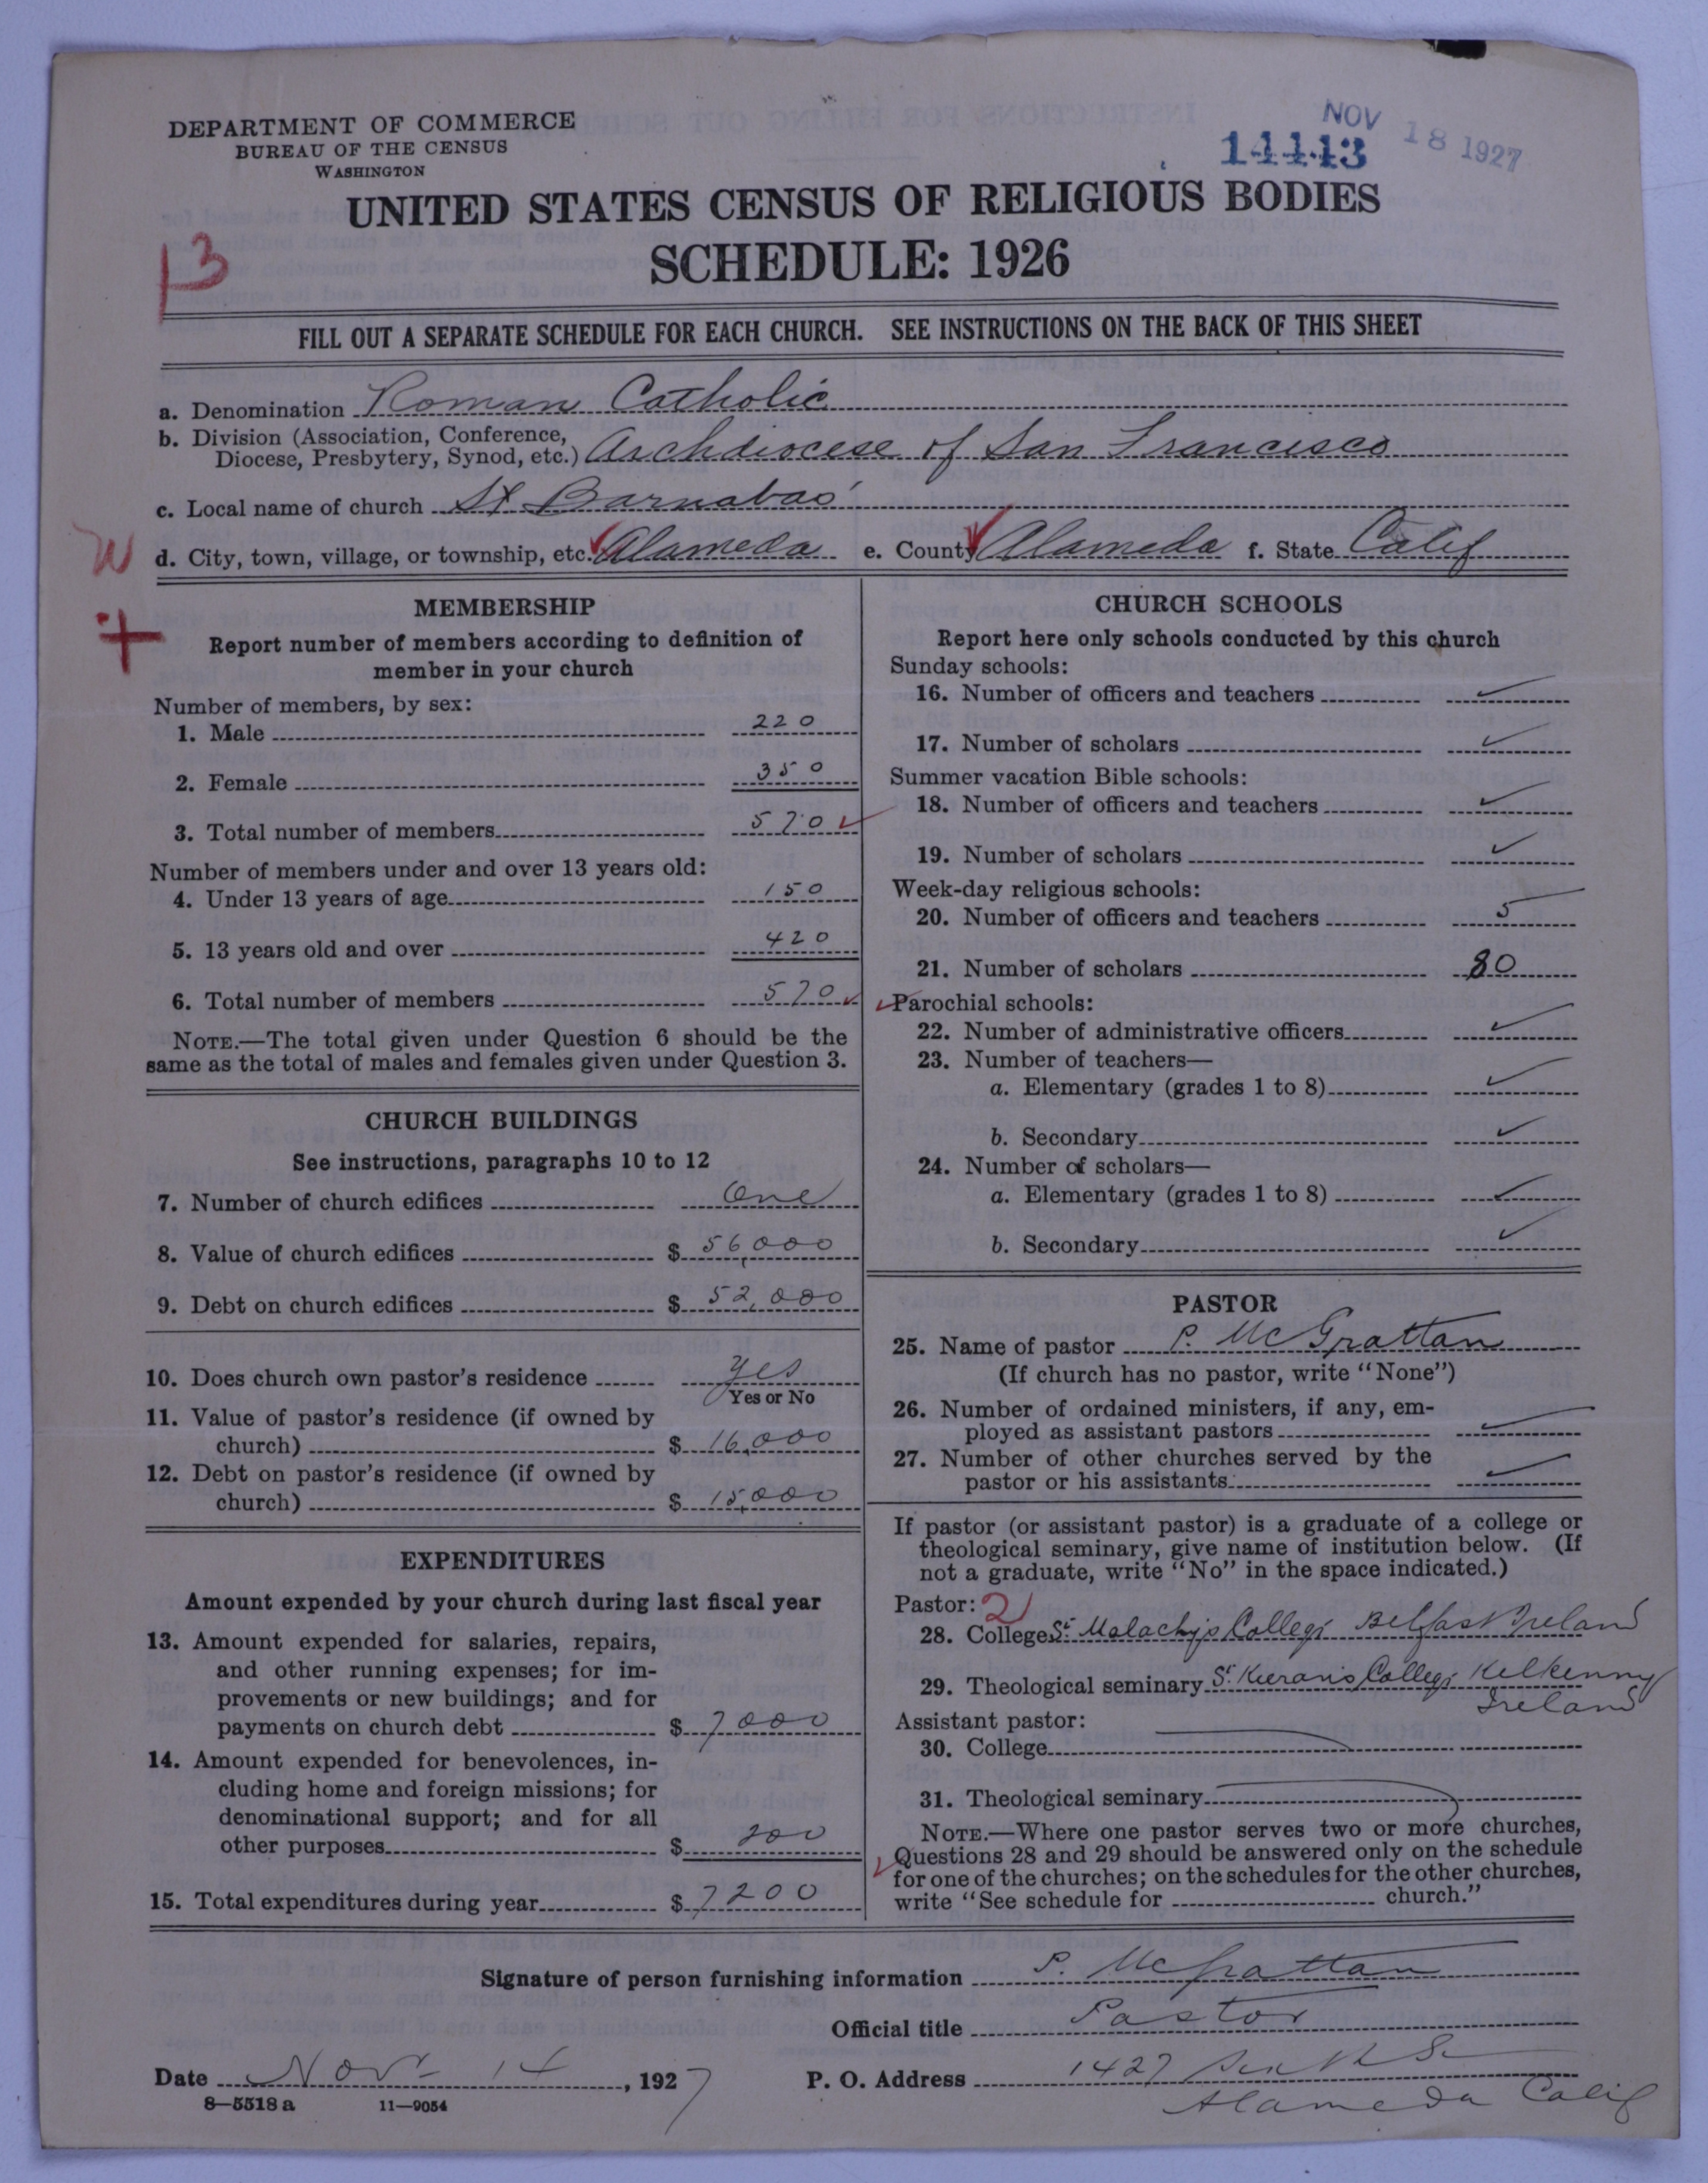 NOV 18 1927
14443
DEPARTMENT OF COMMERCE
BUREAU OF THE CENSUS
WASHINGTON
UNITED STATES CENSUS OF RELIGIOUS BODIES
SCHEDULE: 1926
13
FILL OUT A SEPARATE SCHEDULE FOR EACH CHURCH. SEE INSTRUCTIONS ON THE BACK OF THIS SHEET
a. Denomination Roman Catholic
b. Division (Association, Conference,
Diocese, Presbytery, Synod, etc.) Archdiocese of San Francisco
c. Local name of church St Barnabas'
W
d. City, town, village, or township, etc. Alameda e. County Alameda f. State Calif
+
MEMBERSHIP
Report number of members according to definition of
member in your church
Number of members, by sex:
1. Male 220
2. Female 350
3. Total number of members 570 ✓
Number of members under and over 13 years old:
4. Under 13 years of age 150
5. 13 years old and over 420
6. Total number of members 570 ✓
NOTE.—The total given under Question 6 should be the
same as the total of males and females given under Question 3.
CHURCH BUILDINGS
See instructions, paragraphs 10 to 12
7. Number of church edifices One
8. Value of church edifices $ 56,000
9. Debt on church edifices $ 52,000
10. Does church own pastor's residence yes
Yes or No
11. Value of pastor's residence (if owned by
church) $ 16,000
12. Debt on pastor's residence (if owned by
church) $ 15,000
EXPENDITURES
Amount expended by your church during last fiscal year
13. Amount expended for salaries, repairs,
and other running expenses; for im-
provements or new buildings; and for
payments on church debt $ 7000
14. Amount expended for benevolences, in-
cluding home and foreign missions; for
denominational support; and for all
other purposes $ 200
15. Total expenditures during year $ 7200
CHURCH SCHOOLS
Report here only schools conducted by this church
Sunday schools:
16. Number of officers and teachers ✓
17. Number of scholars ✓
Summer vacation Bible schools:
18. Number of officers and teachers ✓
19. Number of scholars ✓
Week-day religious schools:
20. Number of officers and teachers 5
21. Number of scholars 80
✓ Parochial schools:
22. Number of administrative officers ✓
23. Number of teachers—
a. Elementary (grades 1 to 8) ✓
b. Secondary ✓
24. Number of scholars—
a. Elementary (grades 1 to 8) ✓
b. Secondary ✓
PASTOR
25. Name of pastor P. McGrattan
(If church has no pastor, write "None")
26. Number of ordained ministers, if any, em-
ployed as assistant pastors ✓
27. Number of other churches served by the
pastor or his assistants ✓
If pastor (or assistant pastor) is a graduate of a college or
theological seminary, give name of institution below. (If
not a graduate, write "No" in the space indicated.)
Pastor: 2
28. College St. Malachy's College Belfast Ireland
29. Theological seminary St. Kieran's College Kilkenny
Ireland
Assistant pastor:
30. College
31. Theological seminary
NOTE.—Where one pastor serves two or more churches,
✓ Questions 28 and 29 should be answered only on the schedule
for one of the churches; on the schedules for the other churches,
write "See schedule for church."
Signature of person furnishing information P. McGrattan
Official title Pastor
Date Nov 14, 1927 P. O. Address 1427
Alameda Calif
8—5518 a 11—9054